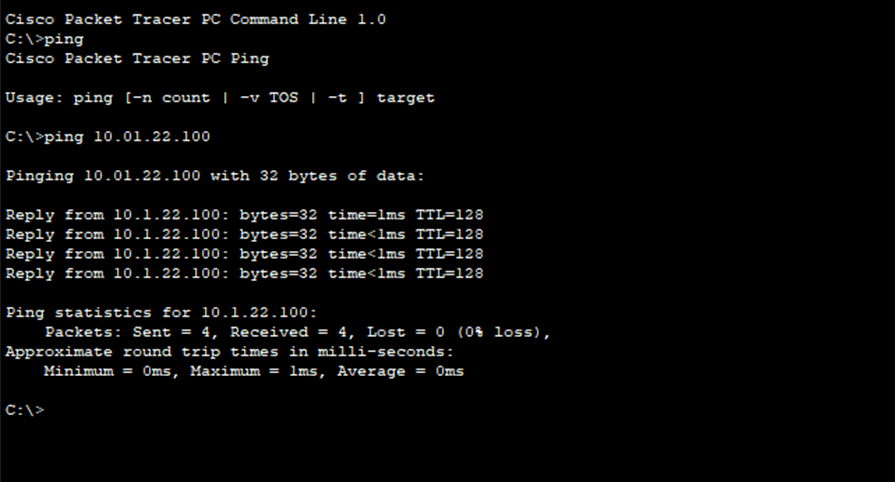 Cisco Packet Tracer PC Command Line 1.0
C:\>ping
Cisco Packet Tracer PC Ping
Usage: ping [-n count | -v TOS | -t ] target
C:\>ping 10.01.22.100
Pinging 10.01.22.100 with 32 bytes of data:
Reply from 10.1.22.100: bytes=32 time=1ms TTL=128
Reply from 10.1.22.100: bytes=32 time<1ms TTL=128
Reply from 10.1.22.100: bytes=32 time<1ms TTL=128
Reply from 10.1.22.100: bytes=32 time<1ms TTL=128
Ping statistics for 10.1.22.100:
Packets: Sent = 4, Received = 4, Lost = 0 (0% loss),
Approximate round trip times in milli-seconds:
Minimum = 0ms, Maximum = 1ms, Average = 0ms
C:\>